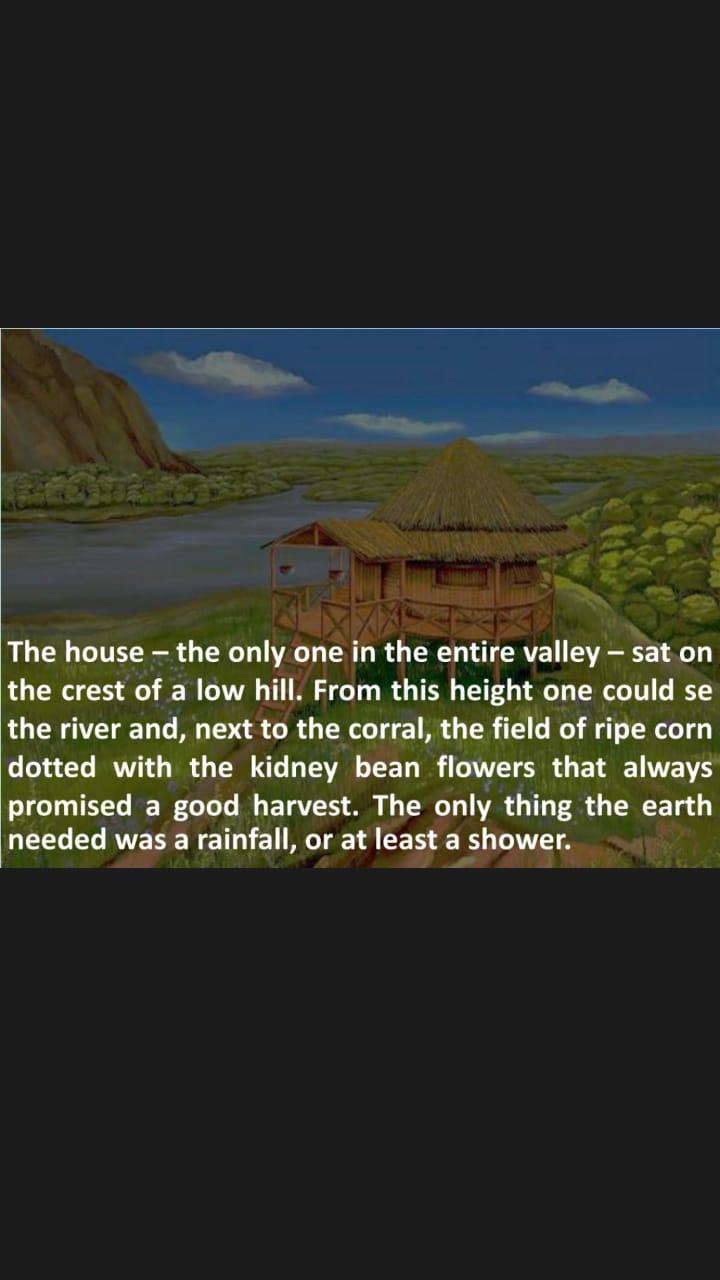 The house – the only one in the entire valley – sat on
the crest of a low hill. From this height one could se
the river and, next to the corral, the field of ripe corn
dotted with the kidney bean flowers that always
promised a good harvest. The only thing the earth
needed was a rainfall, or at least a shower.